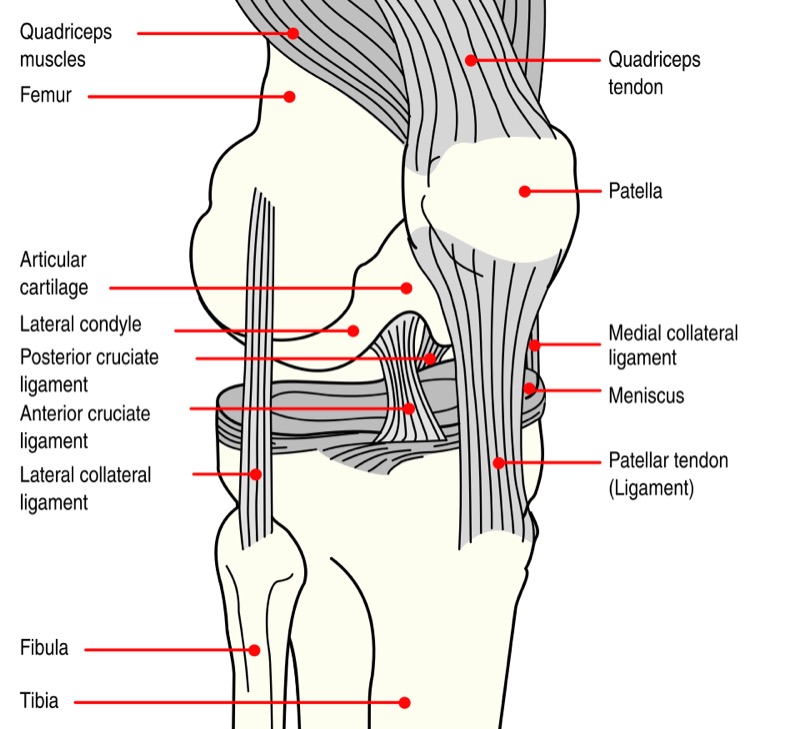 Quadriceps
muscles
Femur
Articular
cartilage
Lateral condyle
Posterior cruciate
ligament
Anterior cruciate
ligament
Lateral collateral
ligament
Fibula
Tibia
Quadriceps
tendon
Patella
Medial collateral
ligament
Meniscus
Patellar tendon
(Ligament)